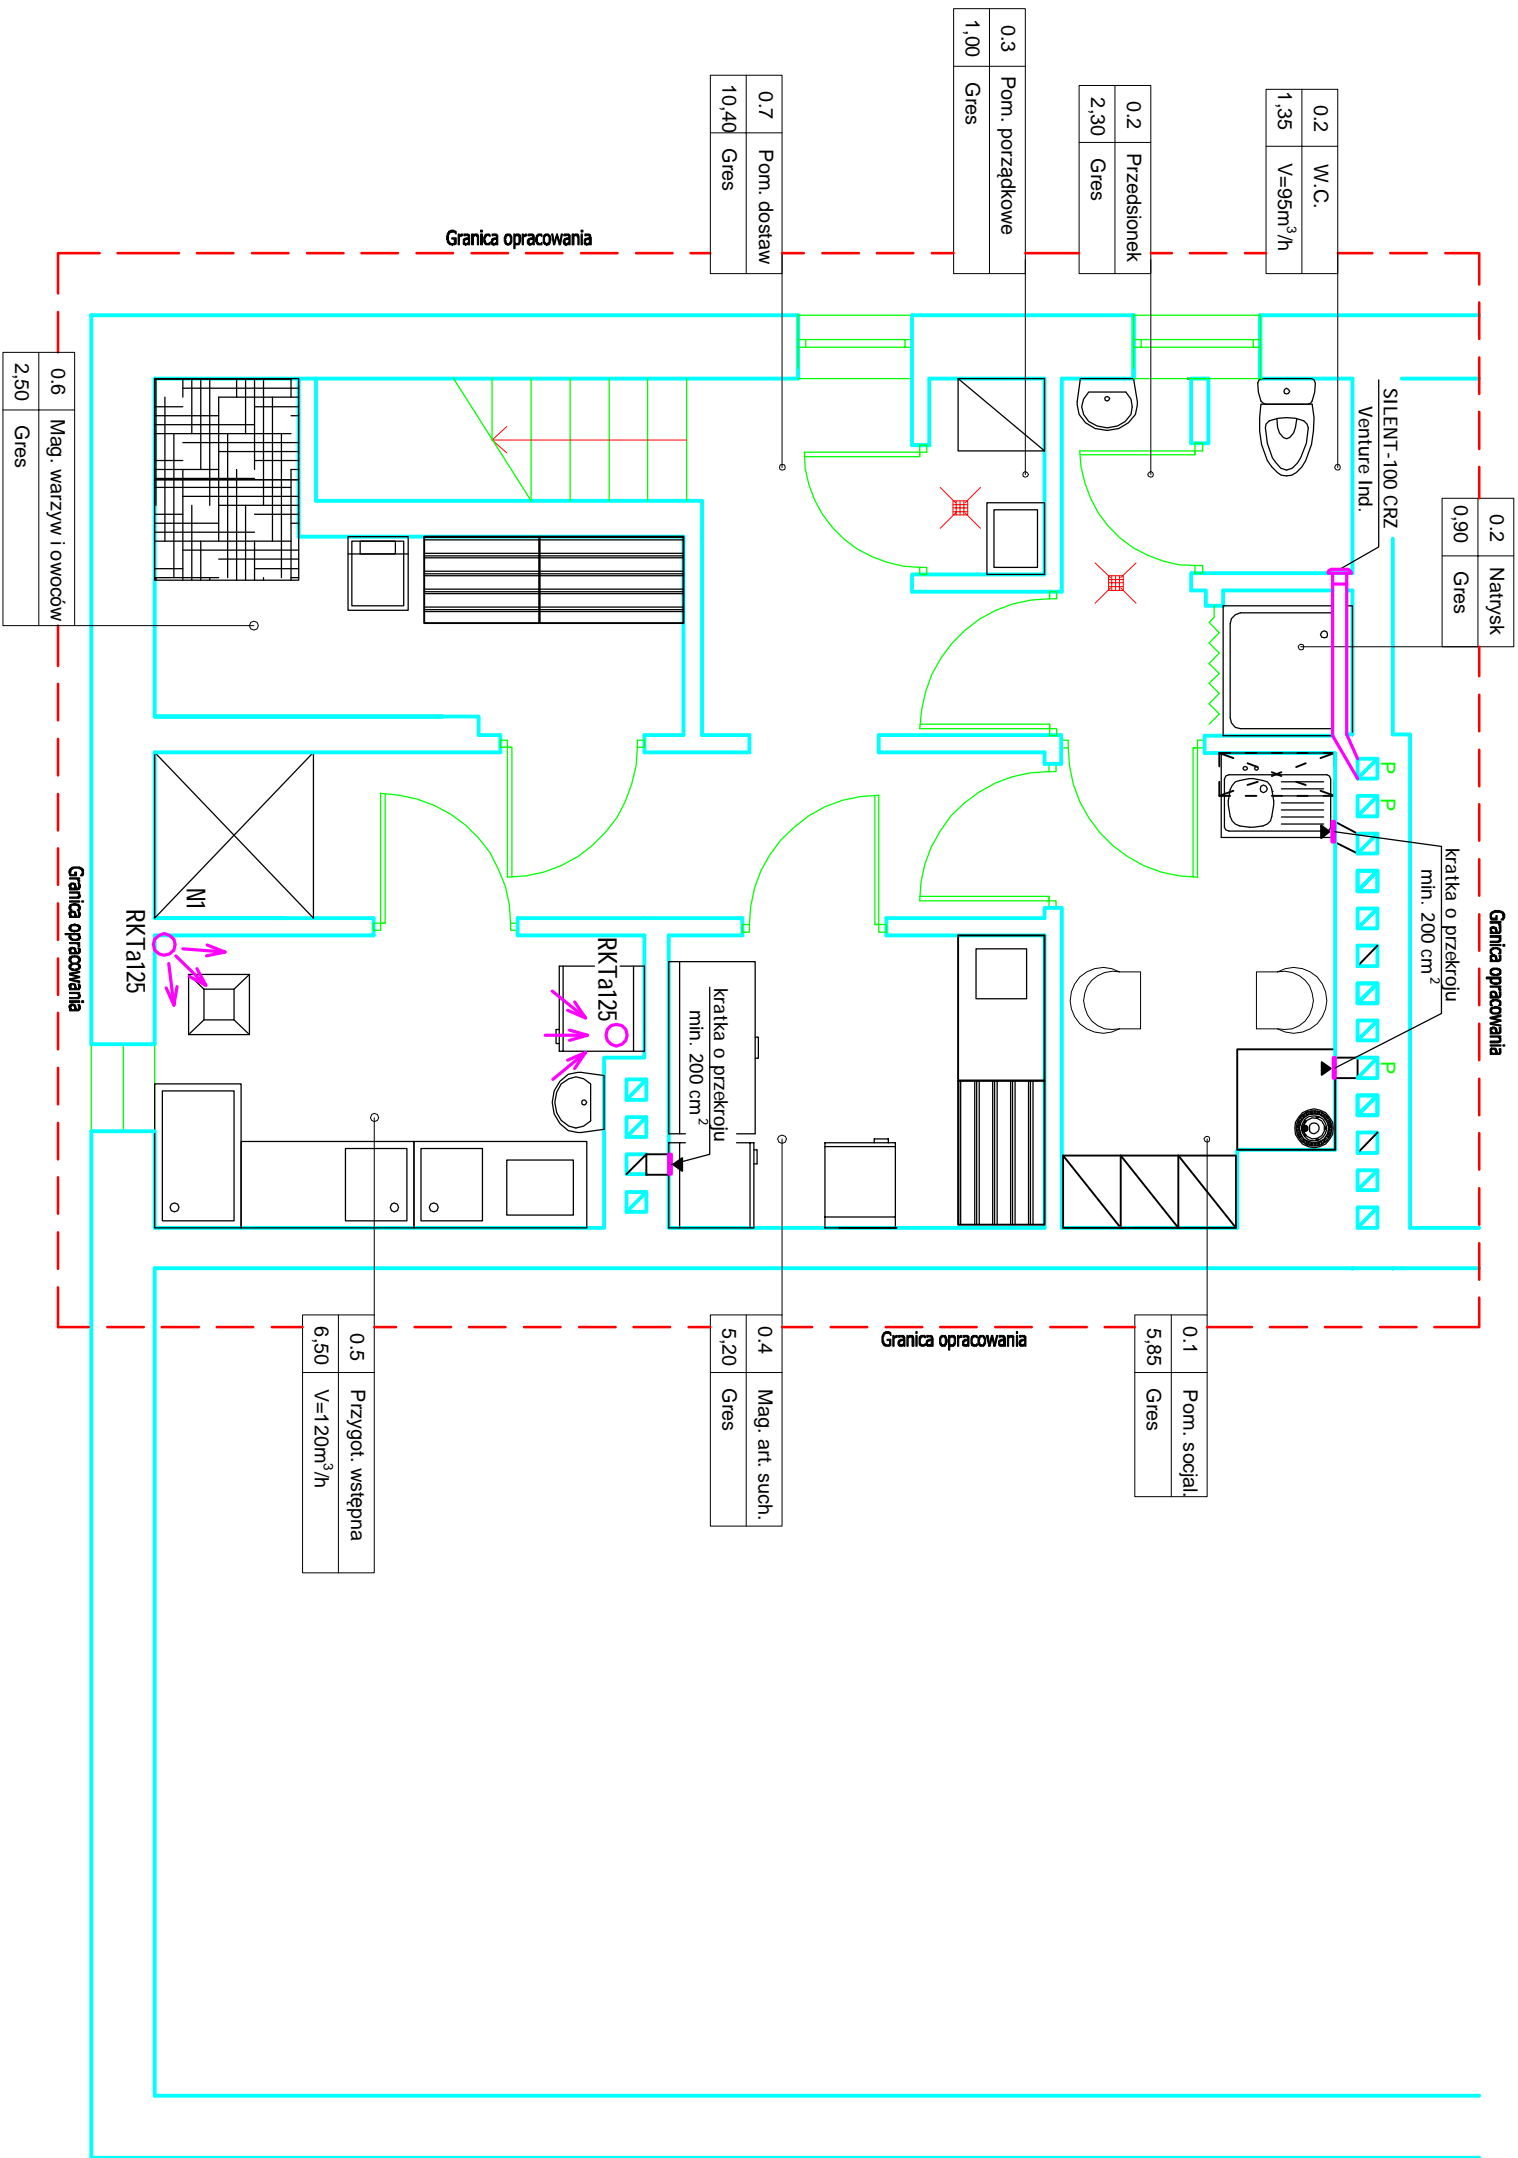 0.2 Natrysk
0,90 Gres
SILENT-100 CRZ
Venture Ind.
0.2 W.C.
1,35 V=95m³/h
0.2 Przedsionek
2,30 Gres
0.3 Pom. porządkowe
1,00 Gres
0.7 Pom. dostaw
10,40 Gres
Granica opracowania
0.6 Mag. warzyw i owoców
2,50 Gres
Granica opracowania
kratka o przekroju
min. 200 cm²
P
P
P
Granica opracowania
kratka o przekroju
min. 200 cm²
RKTa125
N1
RKTa125
0.1 Pom. socjal.
5,85 Gres
Granica opracowania
0.4 Mag. art. such.
5,20 Gres
0.5 Przygot. wstępna
6,50 V=120m³/h